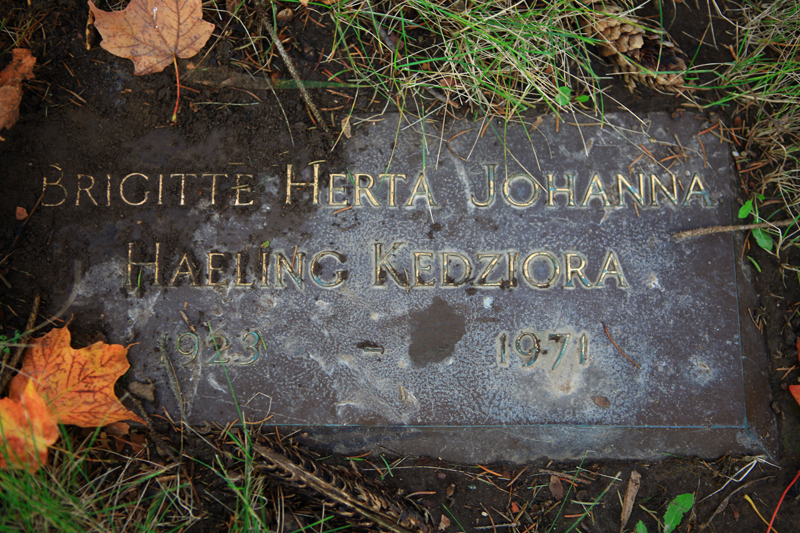 BRIGITTE HERTA JOHANNA
HAELING KEDZIORA
1923 - 1971